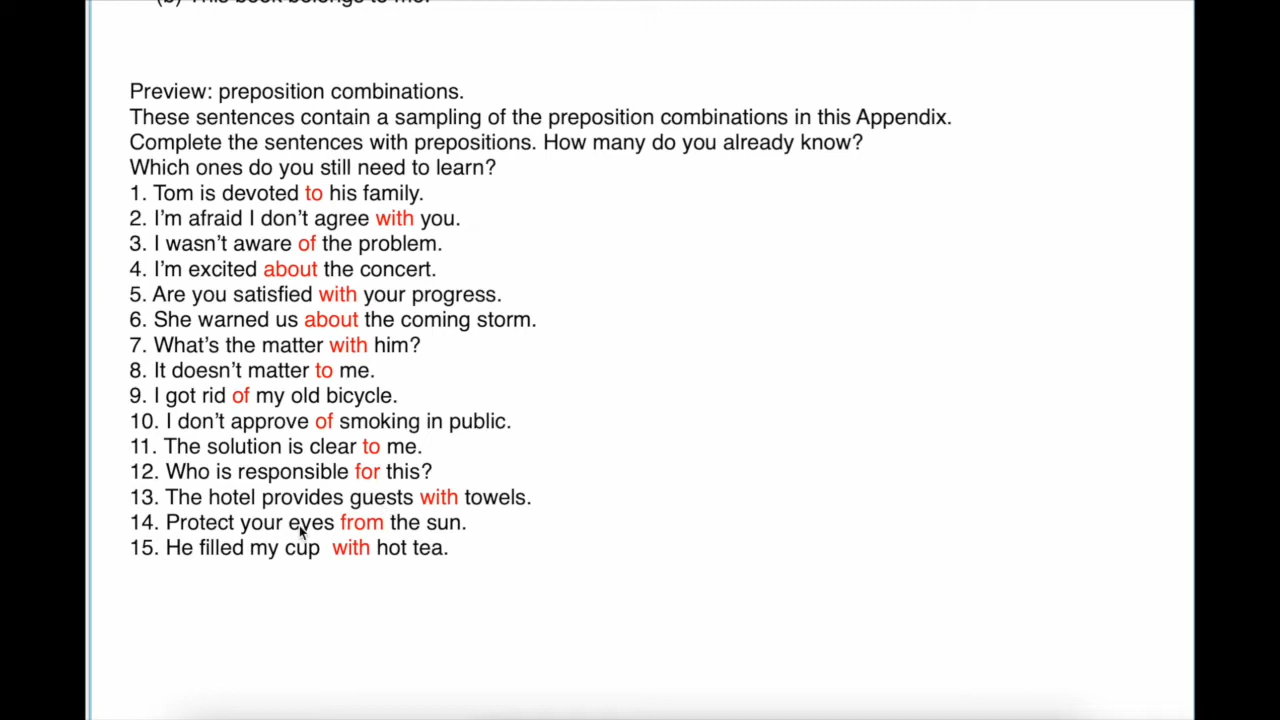 (b) This book belongs to me.
Preview: preposition combinations.
These sentences contain a sampling of the preposition combinations in this Appendix.
Complete the sentences with prepositions. How many do you already know?
Which ones do you still need to learn?
1. Tom is devoted to his family.
2. I’m afraid I don’t agree with you.
3. I wasn’t aware of the problem.
4. I’m excited about the concert.
5. Are you satisfied with your progress.
6. She warned us about the coming storm.
7. What’s the matter with him?
8. It doesn’t matter to me.
9. I got rid of my old bicycle.
10. I don’t approve of smoking in public.
11. The solution is clear to me.
12. Who is responsible for this?
13. The hotel provides guests with towels.
14. Protect your eyes from the sun.
15. He filled my cup  with hot tea.